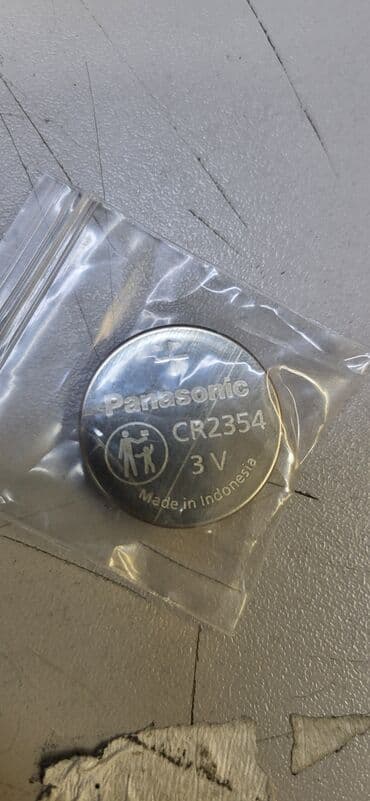 +
Panasonic
CR2354
3 V
Made in Indonesia